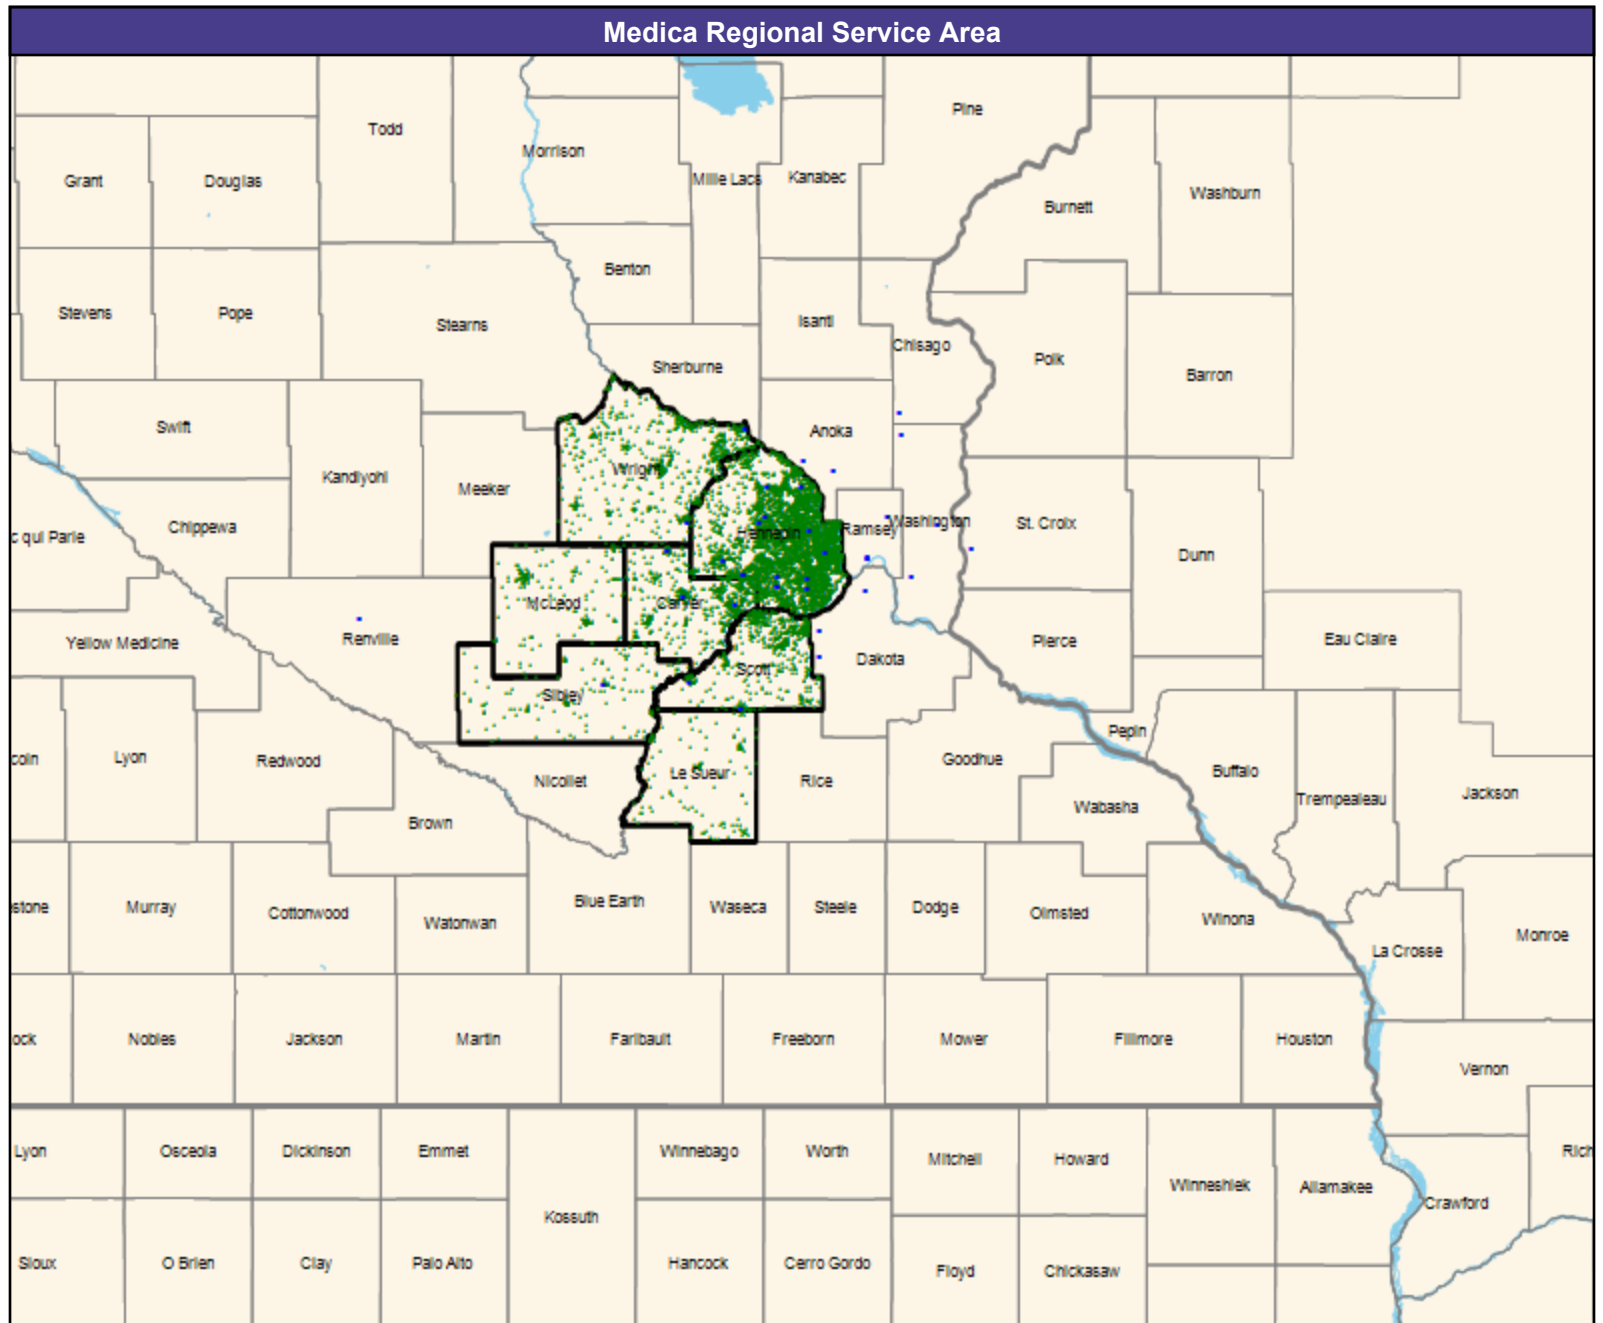 Medica Regional Service Area
Pine
Todd
Morrison
Mille Lacs
Kanabec
Grant
Douglas
Washburn
Burnett
Benton
Stevens
Pope
Stearns
Isanti
Chisago
Polk
Barron
Sherburne
Swift
Anoka
Wright
Kandiyohi
Meeker
Chippewa
c qui Parle
Hennepin
Ramsey
Washington
St. Croix
Dunn
McLeod
Carver
Yellow Medicine
Renville
Pierce
Eau Claire
Scott
Dakota
Sibley
Pepin
coln
Lyon
Redwood
Nicollet
Le Sueur
Rice
Goodhue
Buffalo
Trempealeau
Jackson
Wabasha
Brown
stone
Murray
Cottonwood
Watonwan
Blue Earth
Waseca
Steele
Dodge
Olmsted
Winona
La Crosse
Monroe
ock
Nobles
Jackson
Martin
Faribault
Freeborn
Mower
Fillmore
Houston
Vernon
Lyon
Osceola
Dickinson
Emmet
Winnebago
Worth
Mitchell
Howard
Winneshiek
Allamakee
Crawford
Rich
Kossuth
Sioux
O Brien
Clay
Palo Alto
Hancock
Cerro Gordo
Floyd
Chickasaw